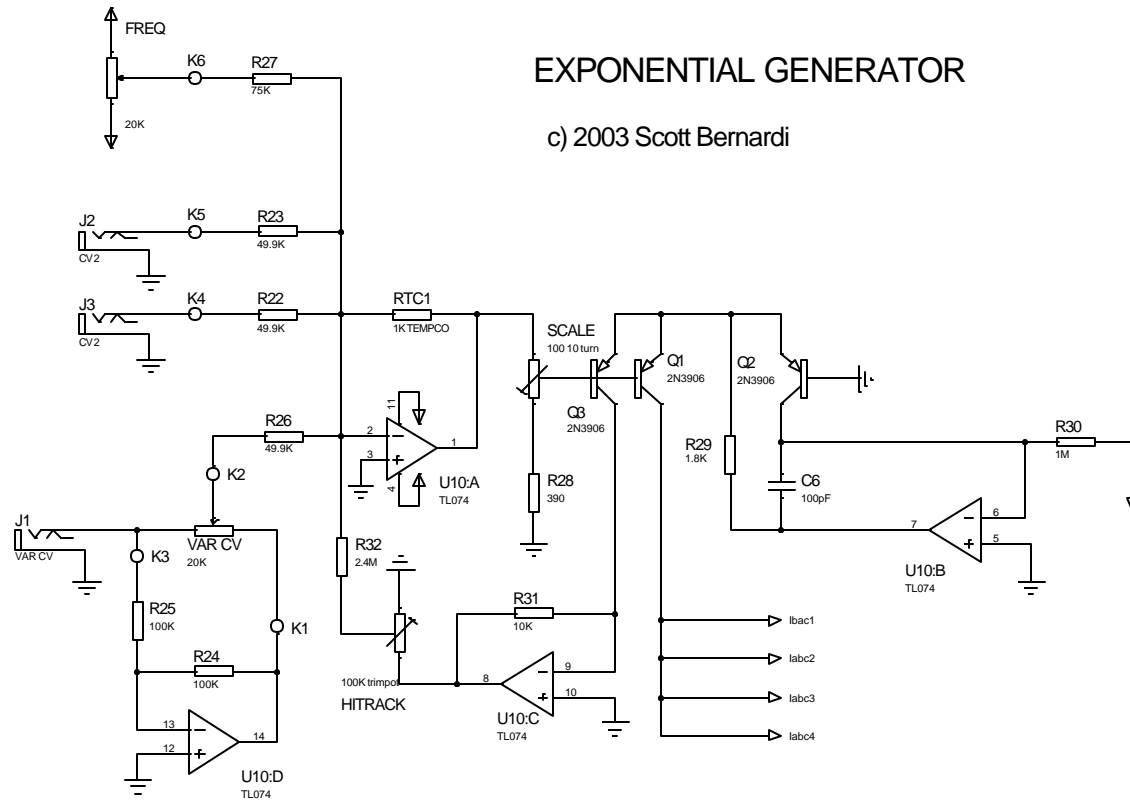 FREQ
20K
K6
R27
75K
EXPONENTIAL GENERATOR
c) 2003 Scott Bernardi
J2
CV2
K5
R23
49.9K
J3
CV2
K4
R22
49.9K
RTC1
1K TEMPCO
SCALE
100 10 turn
Q3
2N3906
Q1
2N3906
Q2
2N3906
R26
49.9K
K2
11
2
3
1
4
U10:A
TL074
R28
390
R29
1.8K
C6
100pF
R30
1M
7
6
5
U10:B
TL074
J1
VAR CV
K3
VAR CV
20K
R25
100K
K1
R24
100K
13
12
14
U10:D
TL074
R32
2.4M
100K trimpot
HITRACK
R31
10K
8
9
10
U10:C
TL074
Ibac1
Iabc2
Iabc3
Iabc4